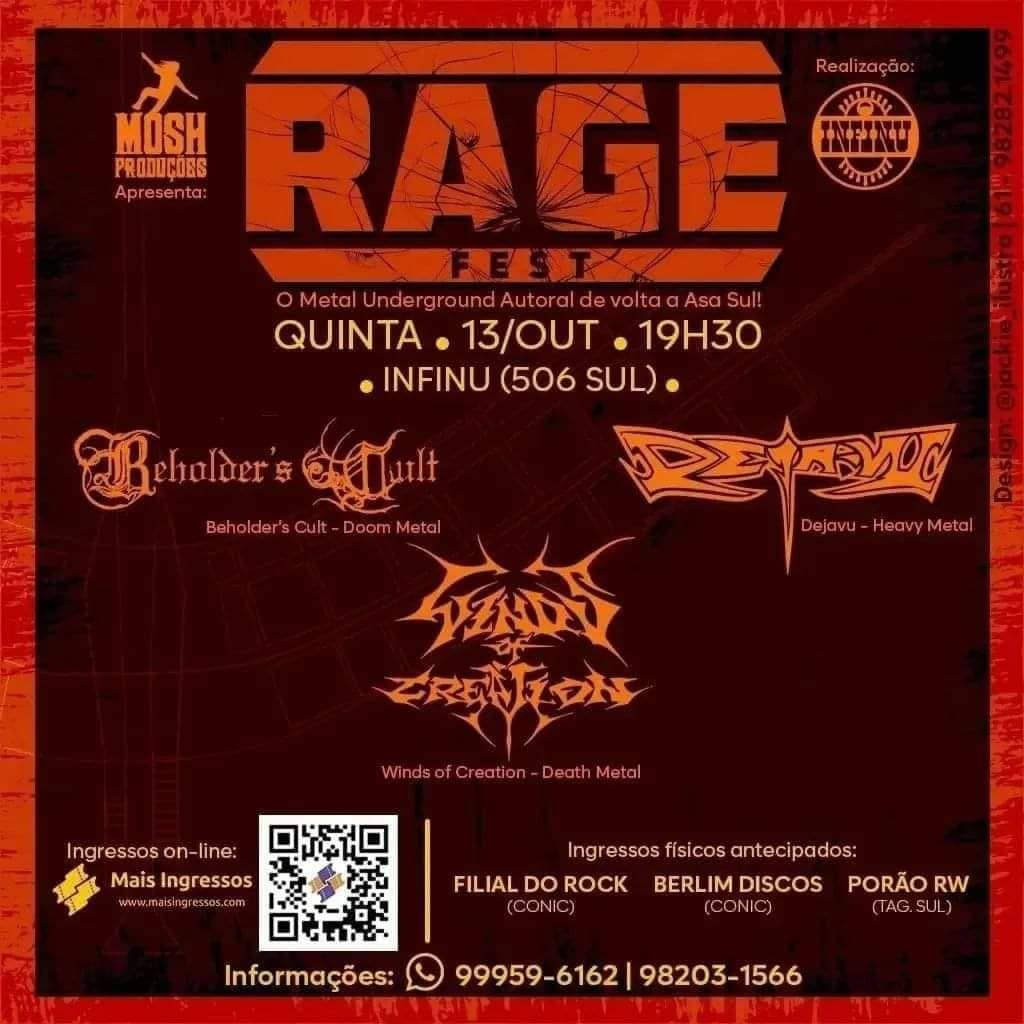 MOSH
PRODUÇÕES
Apresenta:
RAGE
FEST
Realização:
INFINU
O Metal Underground Autoral de volta a Asa Sul!
QUINTA • 13/OUT • 19H30
• INFINU (506 SUL) •
Beholder's Cult
Beholder's Cult - Doom Metal
DEJAVU
Dejavu - Heavy Metal
WINDS
OF
CREATION
Winds of Creation - Death Metal
Ingressos on-line:
Mais Ingressos
www.maisingressos.com
Ingressos físicos antecipados:
FILIAL DO ROCK BERLIM DISCOS PORÃO RW
(CONIC) (CONIC) (TAG. SUL)
Informações: 99959-6162 | 98203-1566
Design: @jackie_ilustra | 61 - 98282.1499